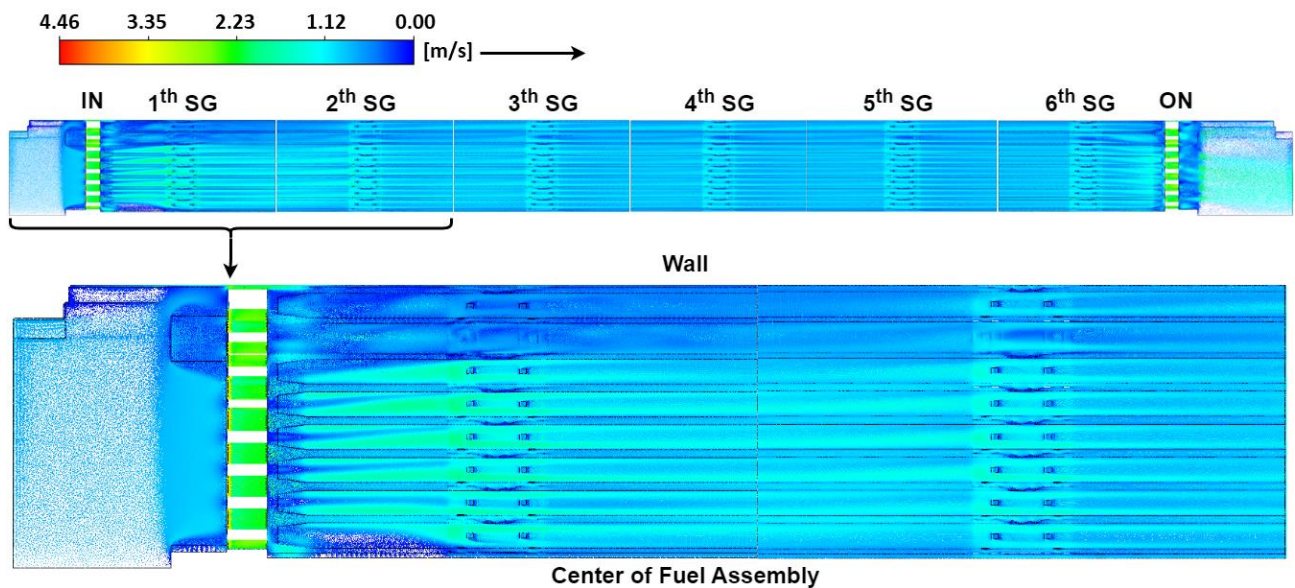 4.46 3.35 2.23 1.12 0.00
[m/s]
IN 1th SG 2th SG 3th SG 4th SG 5th SG 6th SG ON
Wall
Center of Fuel Assembly